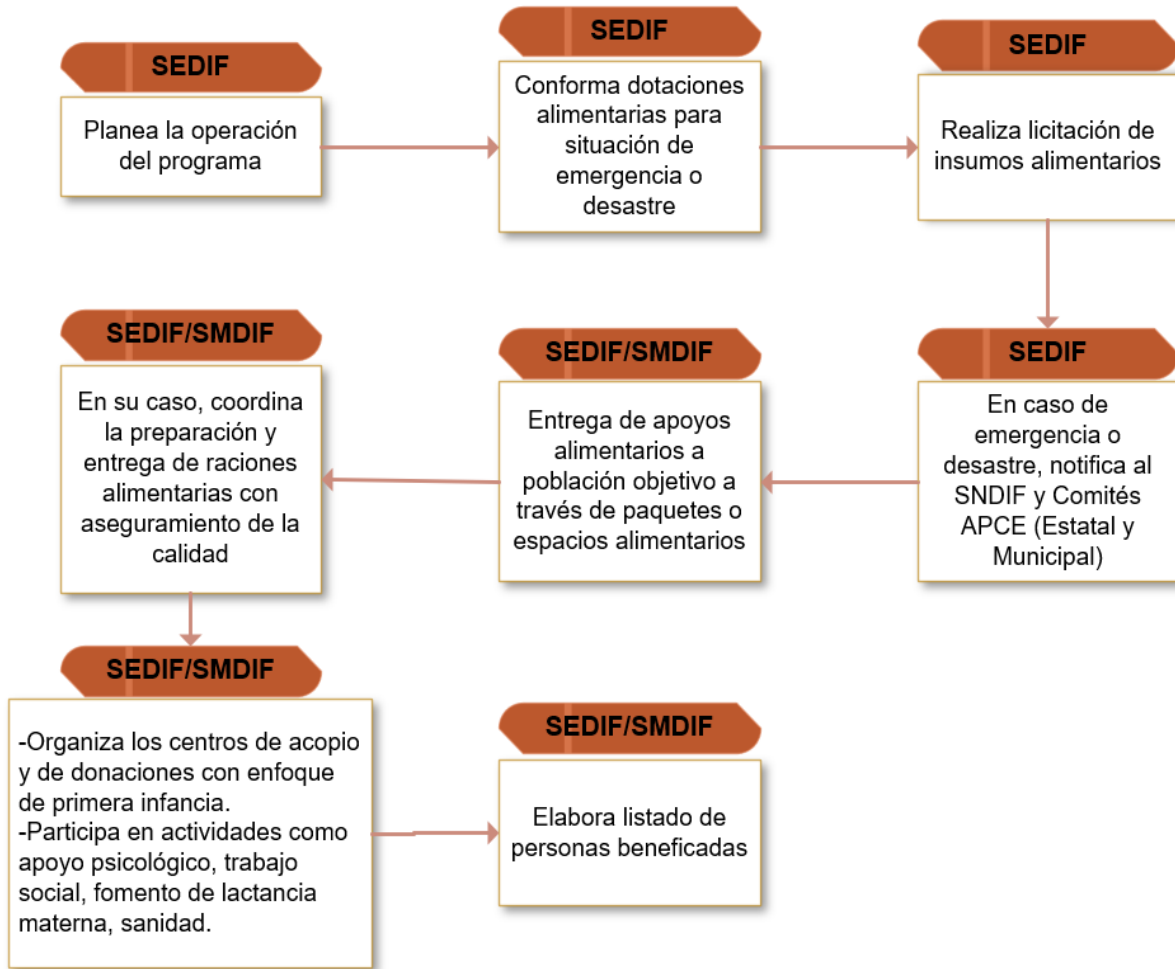 SEDIF
Planea la operación
del programa
SEDIF
Conforma dotaciones
alimentarias para
situación de
emergencia o
desastre
SEDIF
Realiza licitación de
insumos alimentarios
SEDIF
En caso de
emergencia o
desastre, notifica al
SNDIF y Comités
APCE (Estatal y
Municipal)
SEDIF/SMDIF
Entrega de apoyos
alimentarios a
población objetivo a
través de paquetes o
espacios alimentarios
SEDIF/SMDIF
En su caso, coordina
la preparación y
entrega de raciones
alimentarias con
aseguramiento de la
calidad
SEDIF/SMDIF
-Organiza los centros de acopio
y de donaciones con enfoque
de primera infancia.
-Participa en actividades como
apoyo psicológico, trabajo
social, fomento de lactancia
materna, sanidad.
SEDIF/SMDIF
Elabora listado de
personas beneficadas